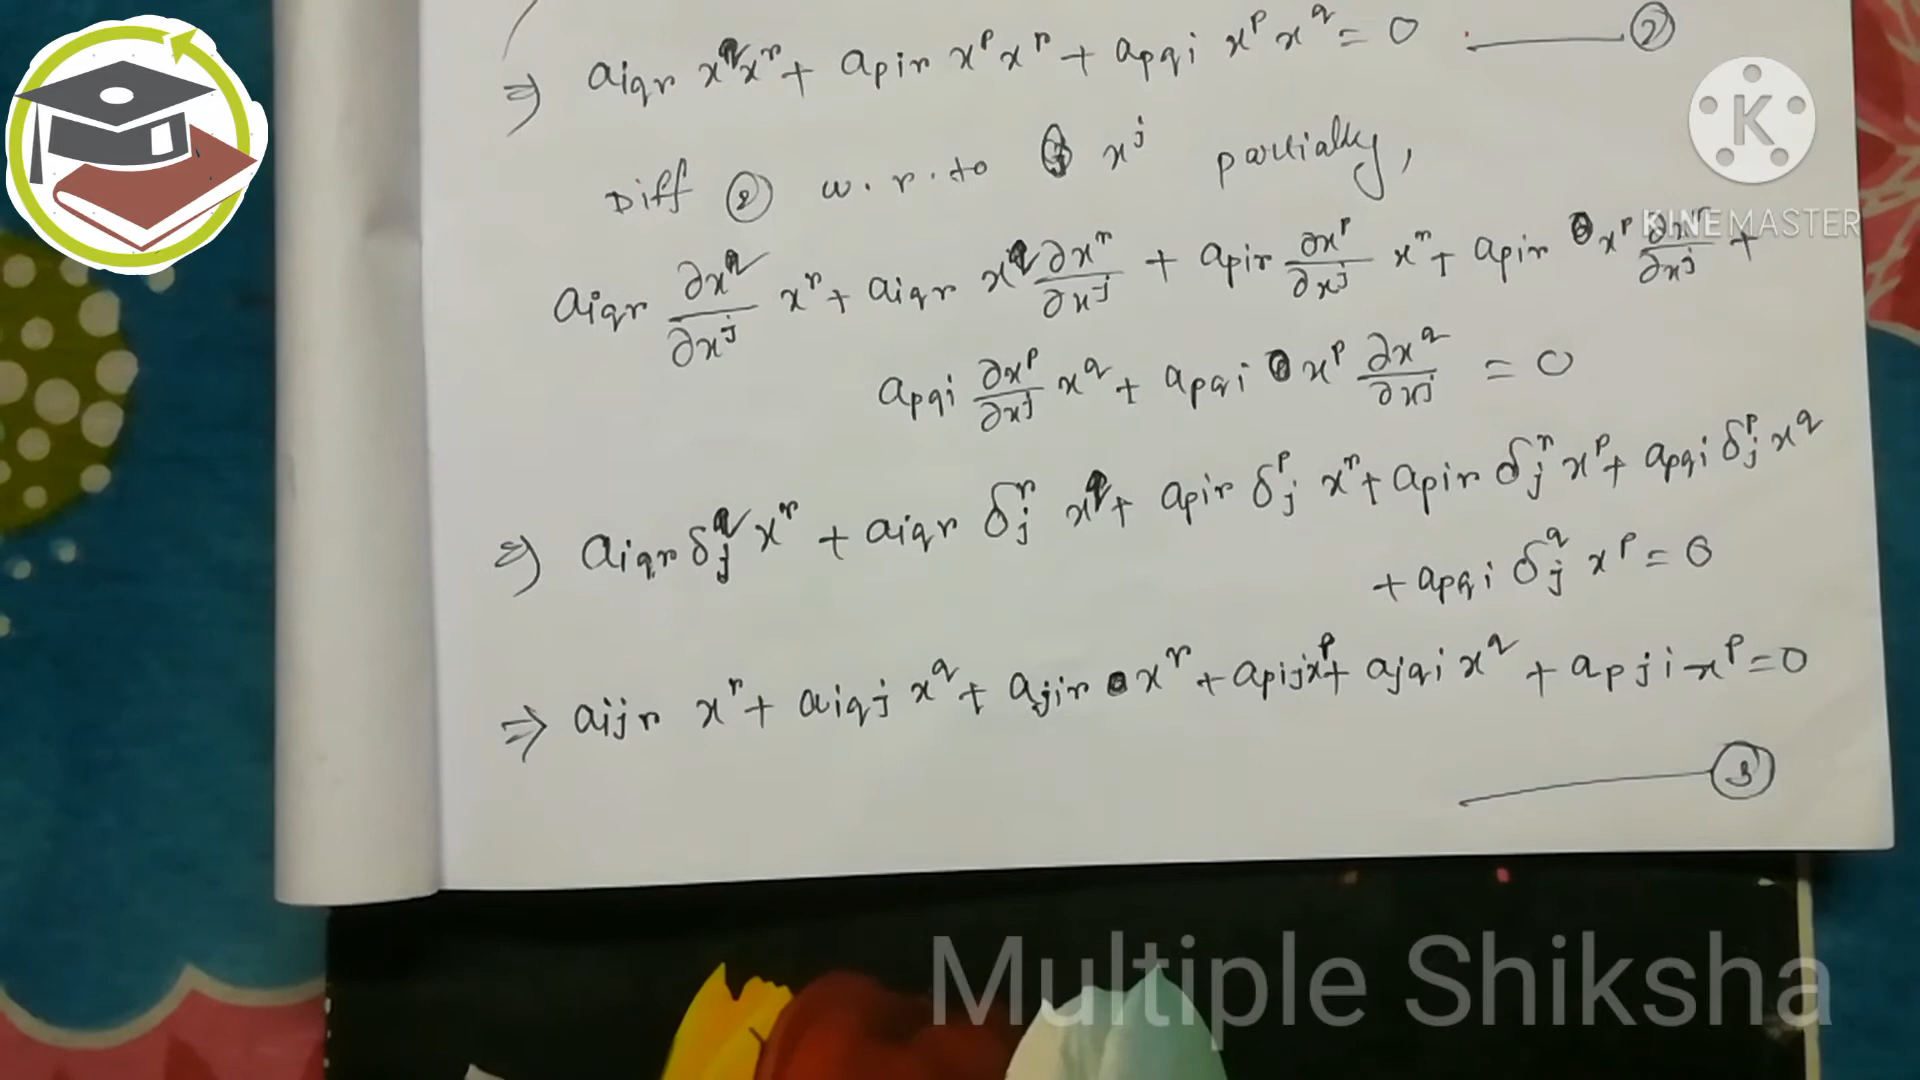 ⇒) aiqr x^q x^r + apir x^p x^r + apqi x^p x^q = 0 —— ②
K
Diff ② w.r.to x^j partially,
KINEMASTER
aiqr ∂x^q/∂x^j x^r + aiqr x^q ∂x^r/∂x^j + apir ∂x^p/∂x^j x^r + apir x^p ∂x^r/∂x^j +
apqi ∂x^p/∂x^j x^q + apqi x^p ∂x^q/∂x^j = 0
⇒) aiqr δ^q_j x^r + aiqr δ^r_j x^q + apir δ^p_j x^r + apir δ^r_j x^p + apqi δ^p_j x^q
+ apqi δ^q_j x^p = 0
⇒ aijr x^r + aiqj x^q + ajir x^r + apij x^p + ajqi x^q + apji x^p = 0
—— ③
Multiple Shiksha